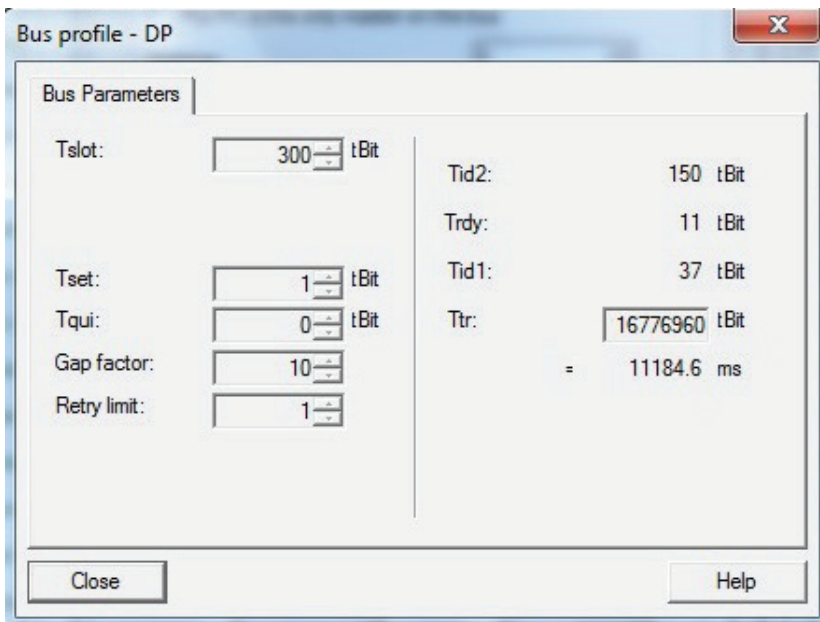 Bus profile - DP
Bus Parameters
Tslot: 300 tBit
Tset: 1 tBit
Tqui: 0 tBit
Gap factor: 10
Retry limit: 1
Tid2: 150 tBit
Trdy: 11 tBit
Tid1: 37 tBit
Ttr: 16776960 tBit
= 11184.6 ms
Close
Help